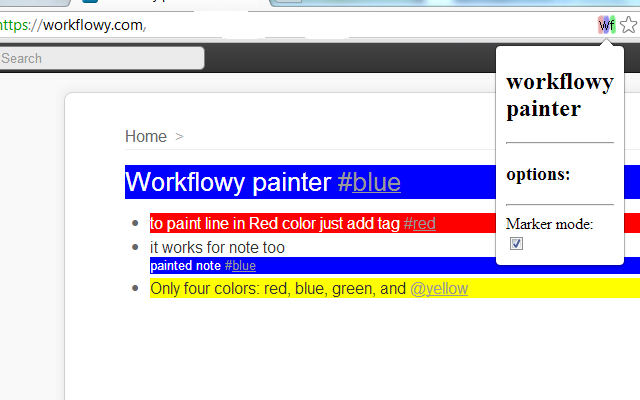 https://workflowy.com,
Wf
Search
workflowy
painter
options:
Marker mode:
Home >
Workflowy painter #blue
to paint line in Red color just add tag #red
it works for note too
painted note #blue
Only four colors: red, blue, green, and @yellow